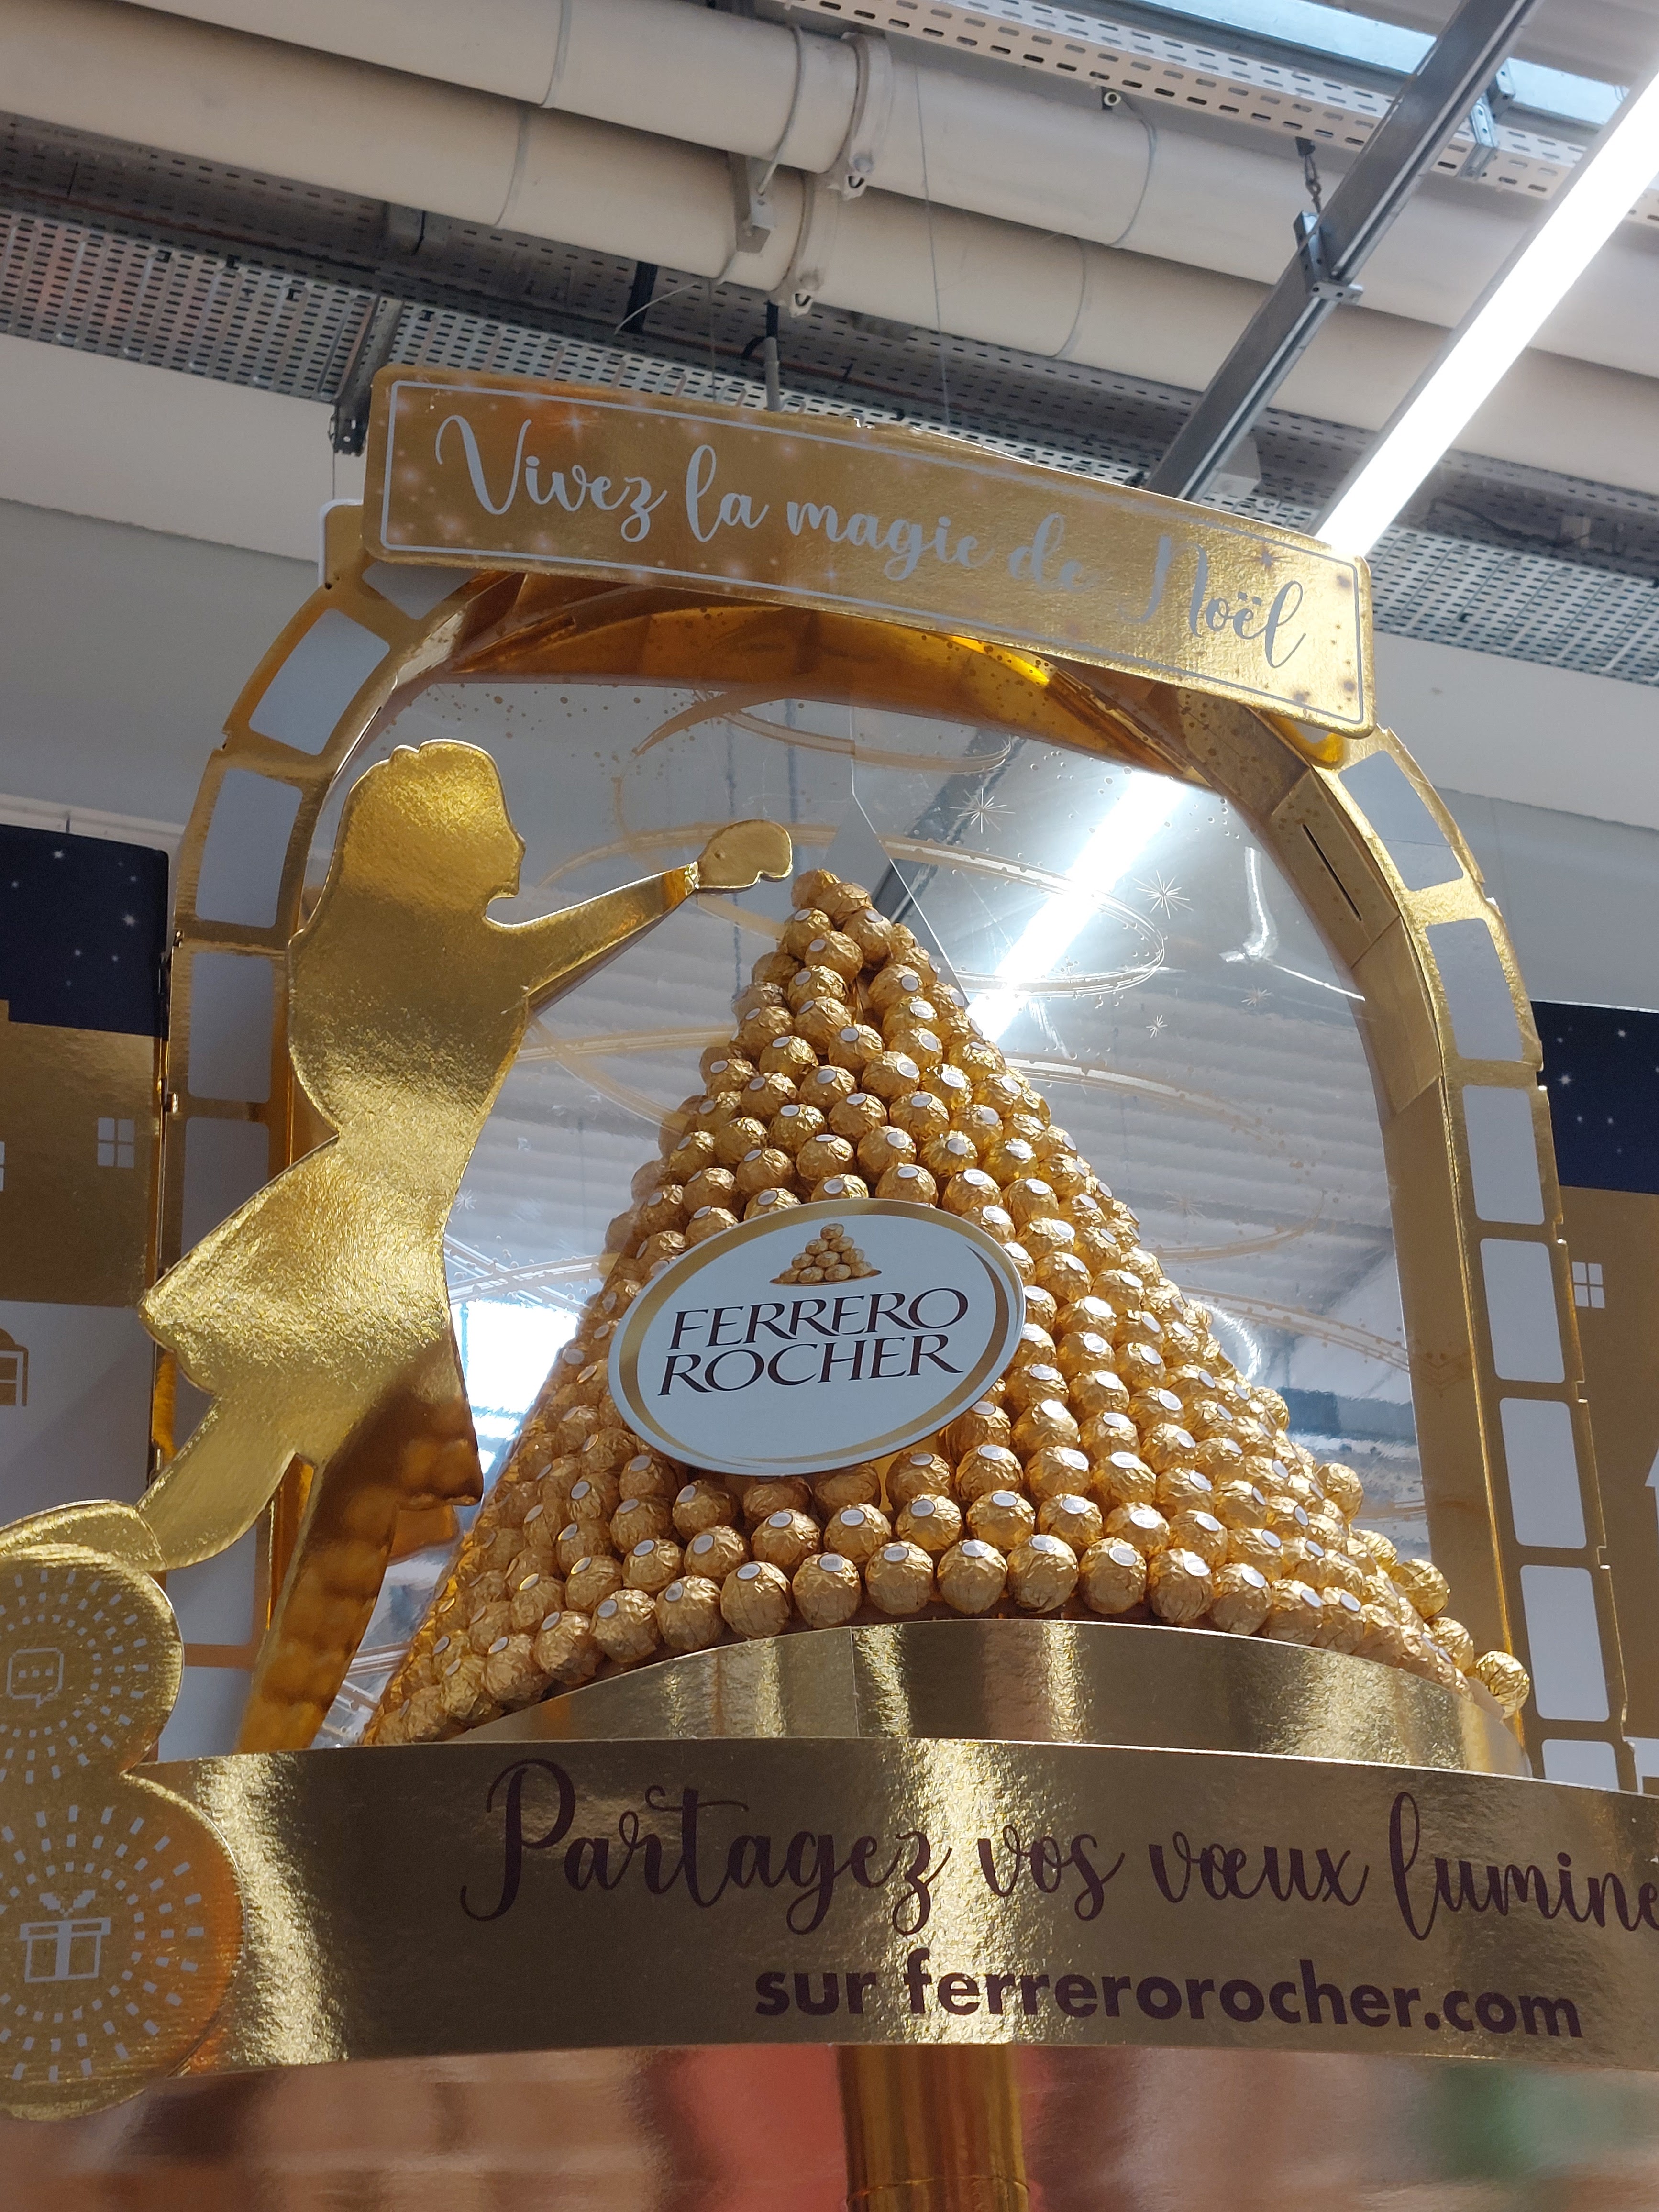 Vivez la magie de Noël
FERRERO
ROCHER
Partagez vos vœux
sur ferrerorocher.com